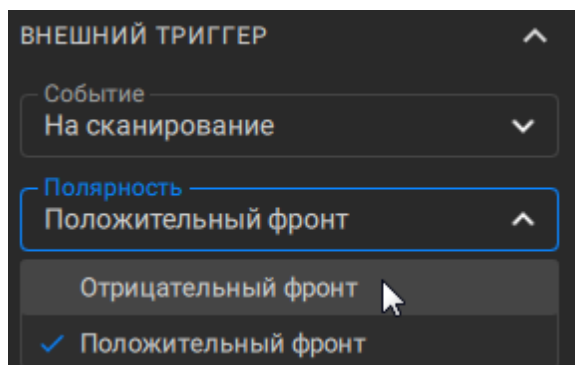 ВНЕШНИЙ ТРИГГЕР
Событие
На сканирование
Полярность
Положительный фронт
Отрицательный фронт
Положительный фронт